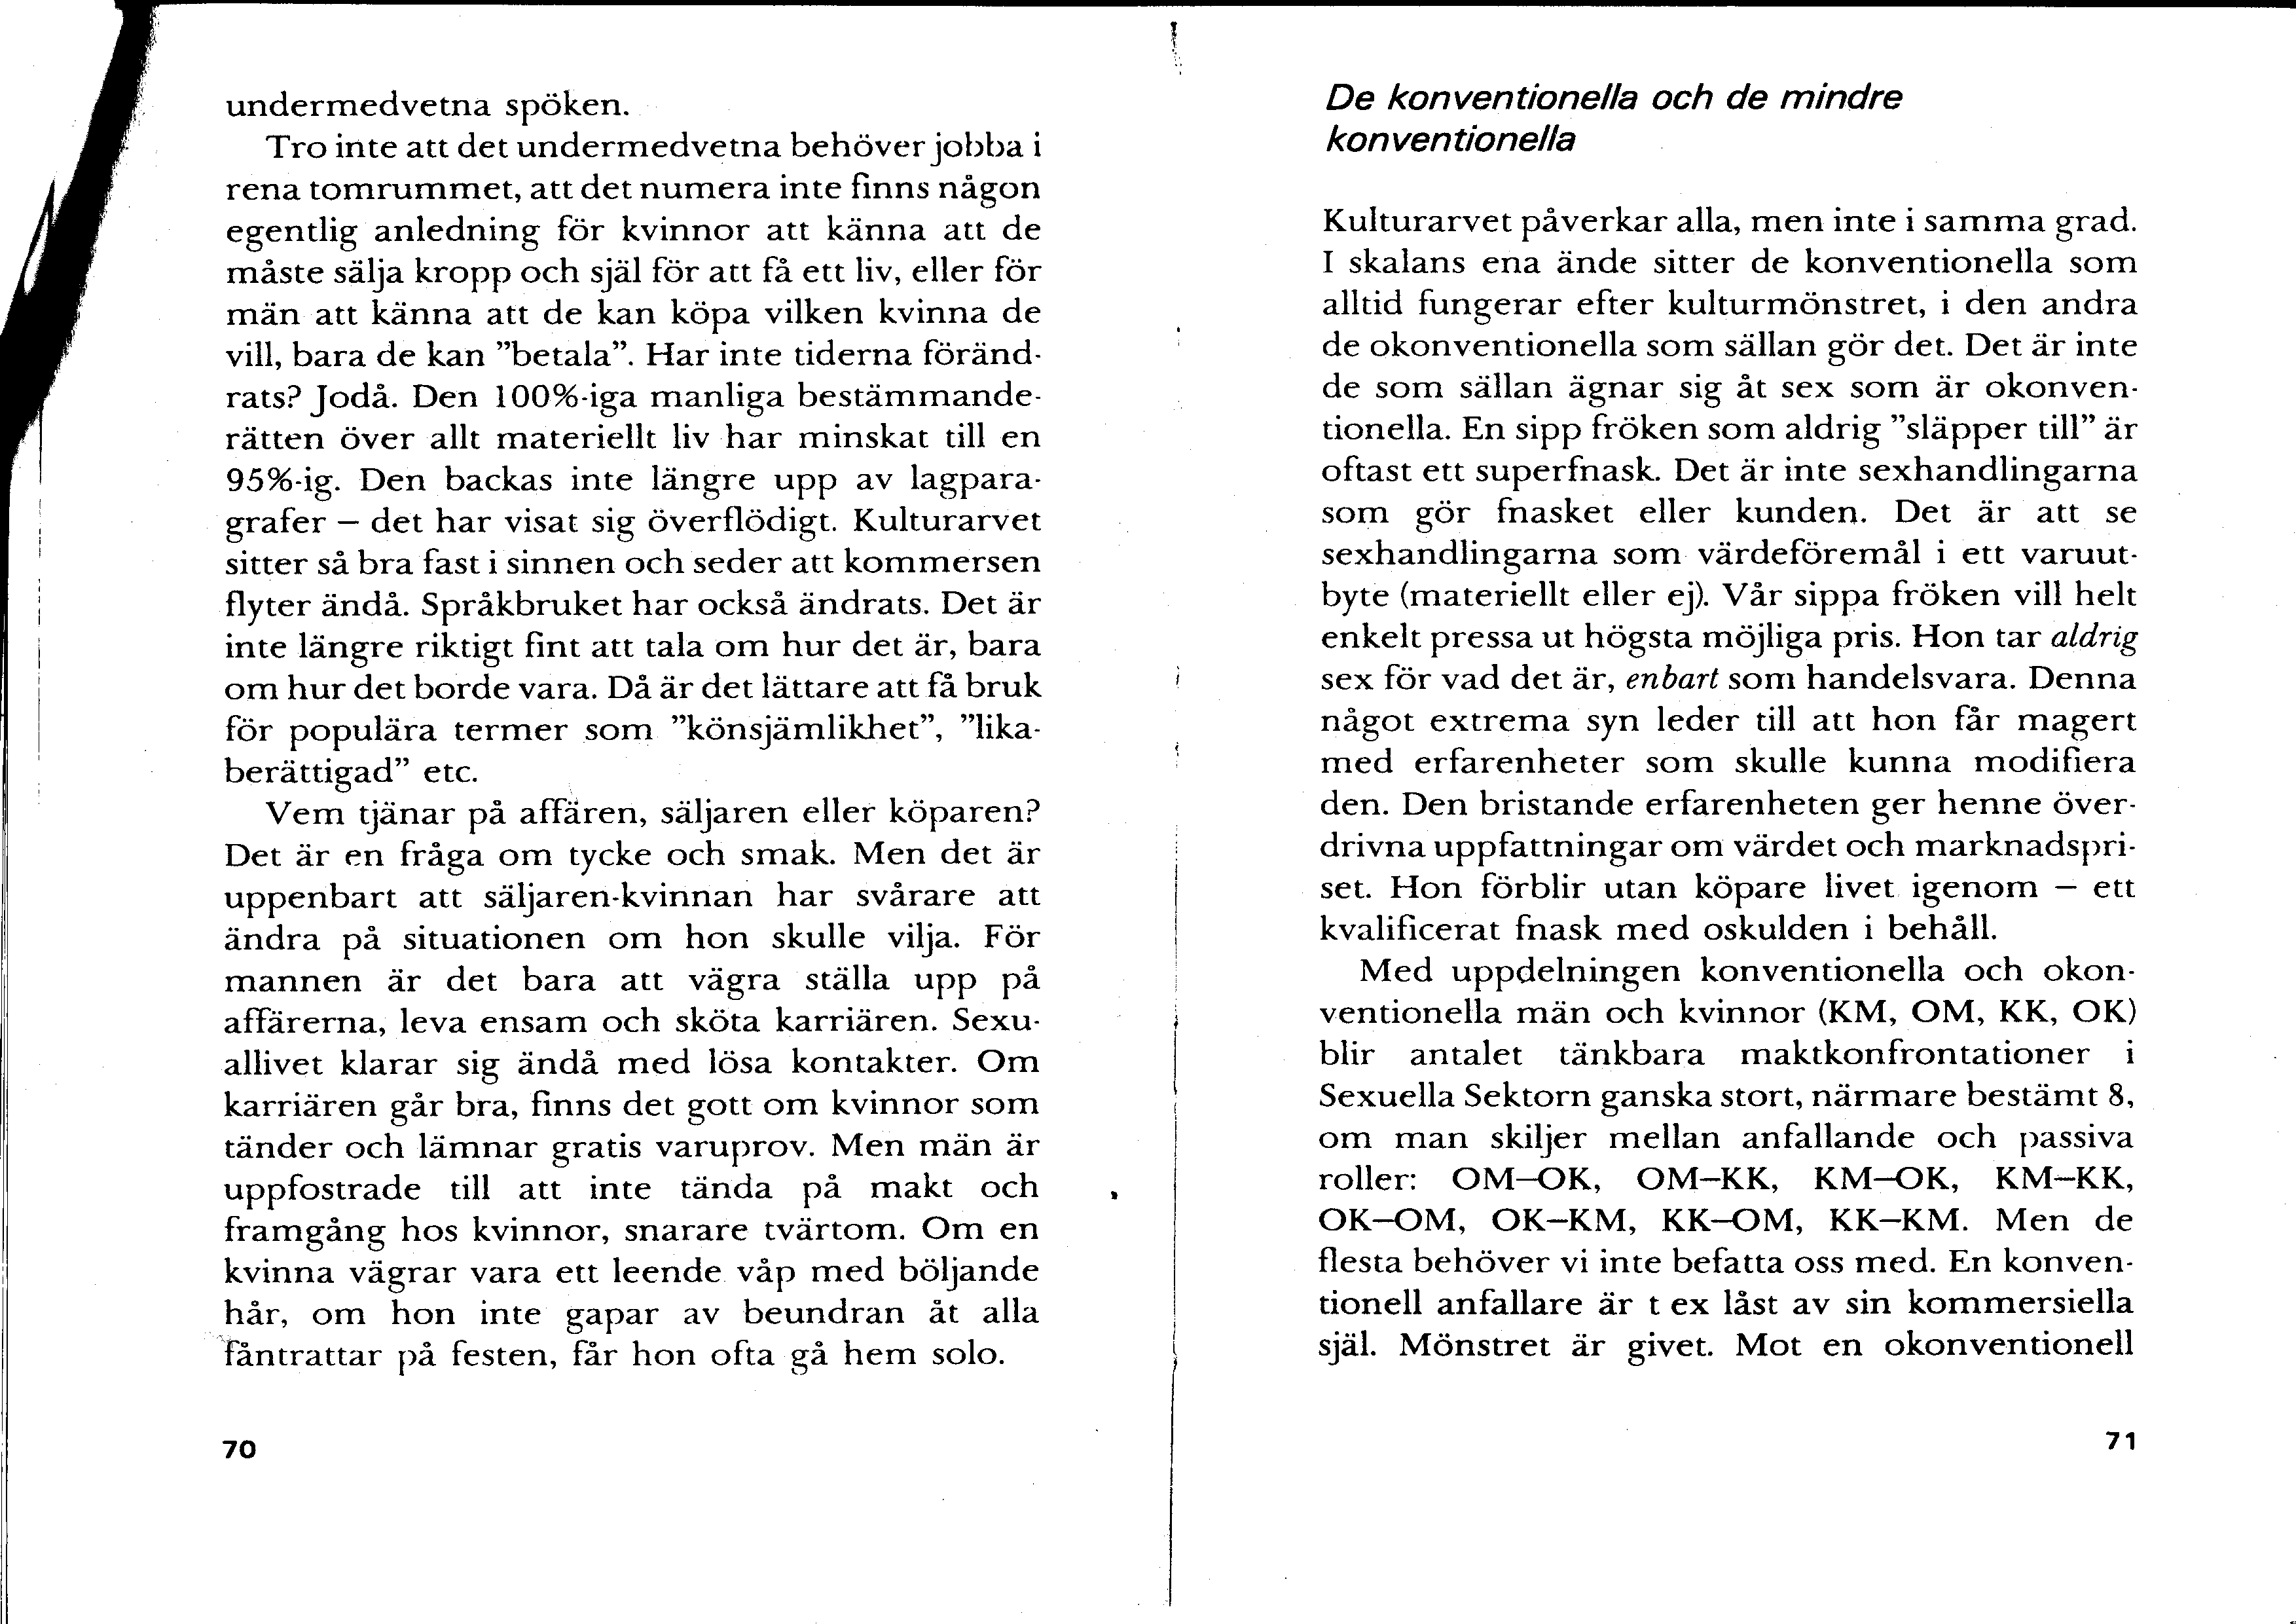 undermedvetna spöken.
Tro inte att det undermedvetna behöver jobba i
rena tomrummet, att det numera inte finns någon
egentlig anledning för kvinnor att känna att de
måste sälja kropp och själ för att få ett liv, eller för
män att känna att de kan köpa vilken kvinna de
vill, bara de kan ”betala”. Har inte tiderna föränd-
rats? Jodå. Den 100%-iga manliga bestämmande-
rätten över allt materiellt liv har minskat till en
95%-ig. Den backas inte längre upp av lagpara-
grafer – det har visat sig överflödigt. Kulturarvet
sitter så bra fast i sinnen och seder att kommersen
flyter ändå. Språkbruket har också ändrats. Det är
inte längre riktigt fint att tala om hur det är, bara
om hur det borde vara. Då är det lättare att få bruk
för populära termer som ”könsjämlikhet”, ”lika-
berättigad” etc.
Vem tjänar på affären, säljaren eller köparen?
Det är en fråga om tycke och smak. Men det är
uppenbart att säljaren-kvinnan har svårare att
ändra på situationen om hon skulle vilja. För
mannen är det bara att vägra ställa upp på
affärerna, leva ensam och sköta karriären. Sexu-
allivet klarar sig ändå med lösa kontakter. Om
karriären går bra, finns det gott om kvinnor som
tänder och lämnar gratis varuprov. Men män är
uppfostrade till att inte tända på makt och
framgång hos kvinnor, snarare tvärtom. Om en
kvinna vägrar vara ett leende våp med böljande
hår, om hon inte gapar av beundran åt alla
fåntrattar på festen, får hon ofta gå hem solo.
70
De konventionella och de mindre
konventionella
Kulturarvet påverkar alla, men inte i samma grad.
I skalans ena ände sitter de konventionella som
alltid fungerar efter kulturmönstret, i den andra
de okonventionella som sällan gör det. Det är inte
de som sällan ägnar sig åt sex som är okonven-
tionella. En sipp fröken som aldrig ”släpper till” är
oftast ett superfnask. Det är inte sexhandlingarna
som gör fnasket eller kunden. Det är att se
sexhandlingarna som värdeföremål i ett varuut-
byte (materiellt eller ej). Vår sippa fröken vill helt
enkelt pressa ut högsta möjliga pris. Hon tar aldrig
sex för vad det är, enbart som handelsvara. Denna
något extrema syn leder till att hon får magert
med erfarenheter som skulle kunna modifiera
den. Den bristande erfarenheten ger henne över-
drivna uppfattningar om värdet och marknadspri-
set. Hon förblir utan köpare livet igenom – ett
kvalificerat fnask med oskulden i behåll.
Med uppdelningen konventionella och okon-
ventionella män och kvinnor (KM, OM, KK, OK)
blir antalet tänkbara maktkonfrontationer i
Sexuella Sektorn ganska stort, närmare bestämt 8,
om man skiljer mellan anfallande och passiva
roller: OM–OK, OM–KK, KM–OK, KM–KK,
OK–OM, OK–KM, KK–OM, KK–KM. Men de
flesta behöver vi inte befatta oss med. En konven-
tionell anfallare är t ex låst av sin kommersiella
själ. Mönstret är givet. Mot en okonventionell
71